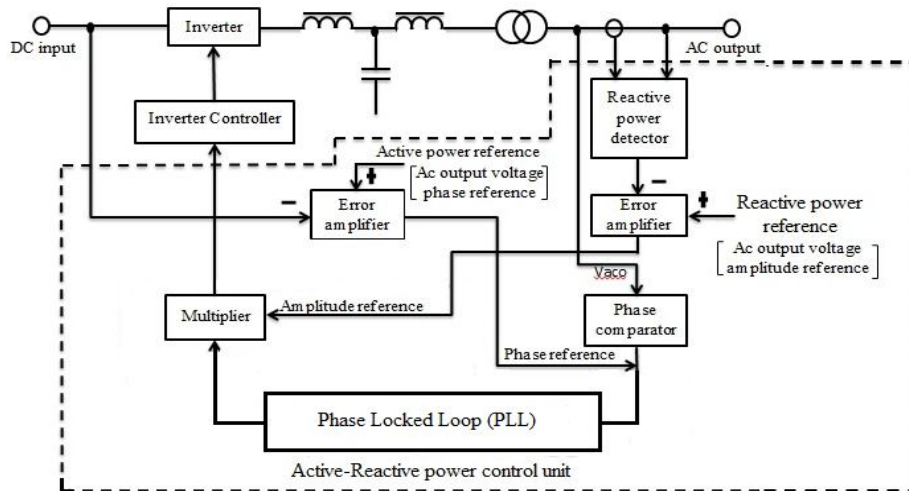 DC input
Inverter
AC output
Inverter Controller
Reactive
power
detector
Active power reference
+
Ac output voltage
phase reference
−
Error
amplifier
−
+
Error
amplifier
Reactive power
reference
Ac output voltage
amplitude reference
Vaco
Multiplier
Amplitude reference
Phase
comparator
Phase reference
Phase Locked Loop (PLL)
Active-Reactive power control unit